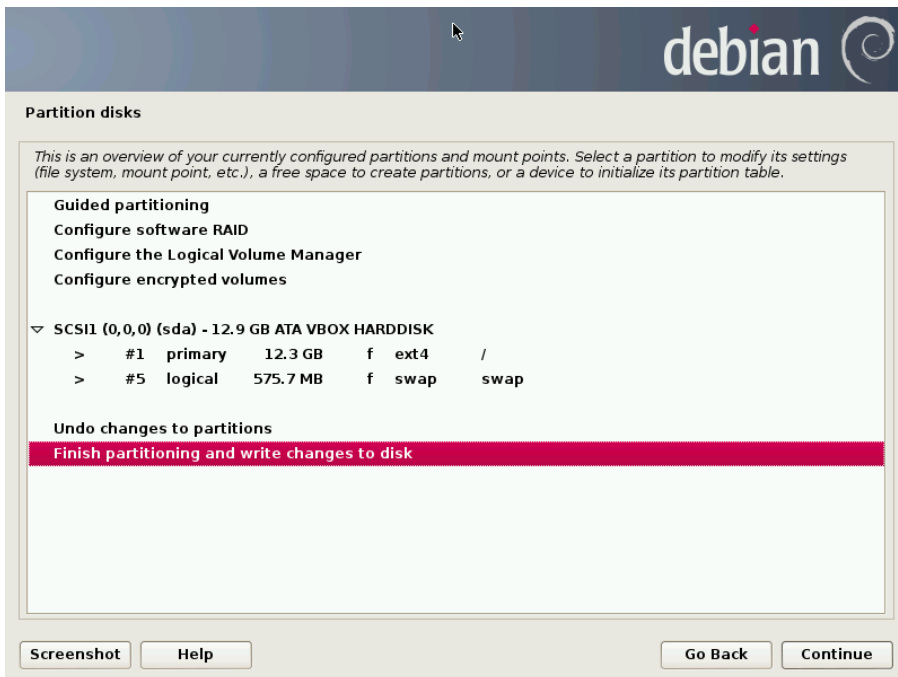 debian
Partition disks
This is an overview of your currently configured partitions and mount points. Select a partition to modify its settings
(file system, mount point, etc.), a free space to create partitions, or a device to initialize its partition table.
Guided partitioning
Configure software RAID
Configure the Logical Volume Manager
Configure encrypted volumes
SCSI1 (0,0,0) (sda) - 12.9 GB ATA VBOX HARDDISK
> #1 primary 12.3 GB f ext4 /
> #5 logical 575.7 MB f swap swap
Undo changes to partitions
Finish partitioning and write changes to disk
Screenshot Help Go Back Continue